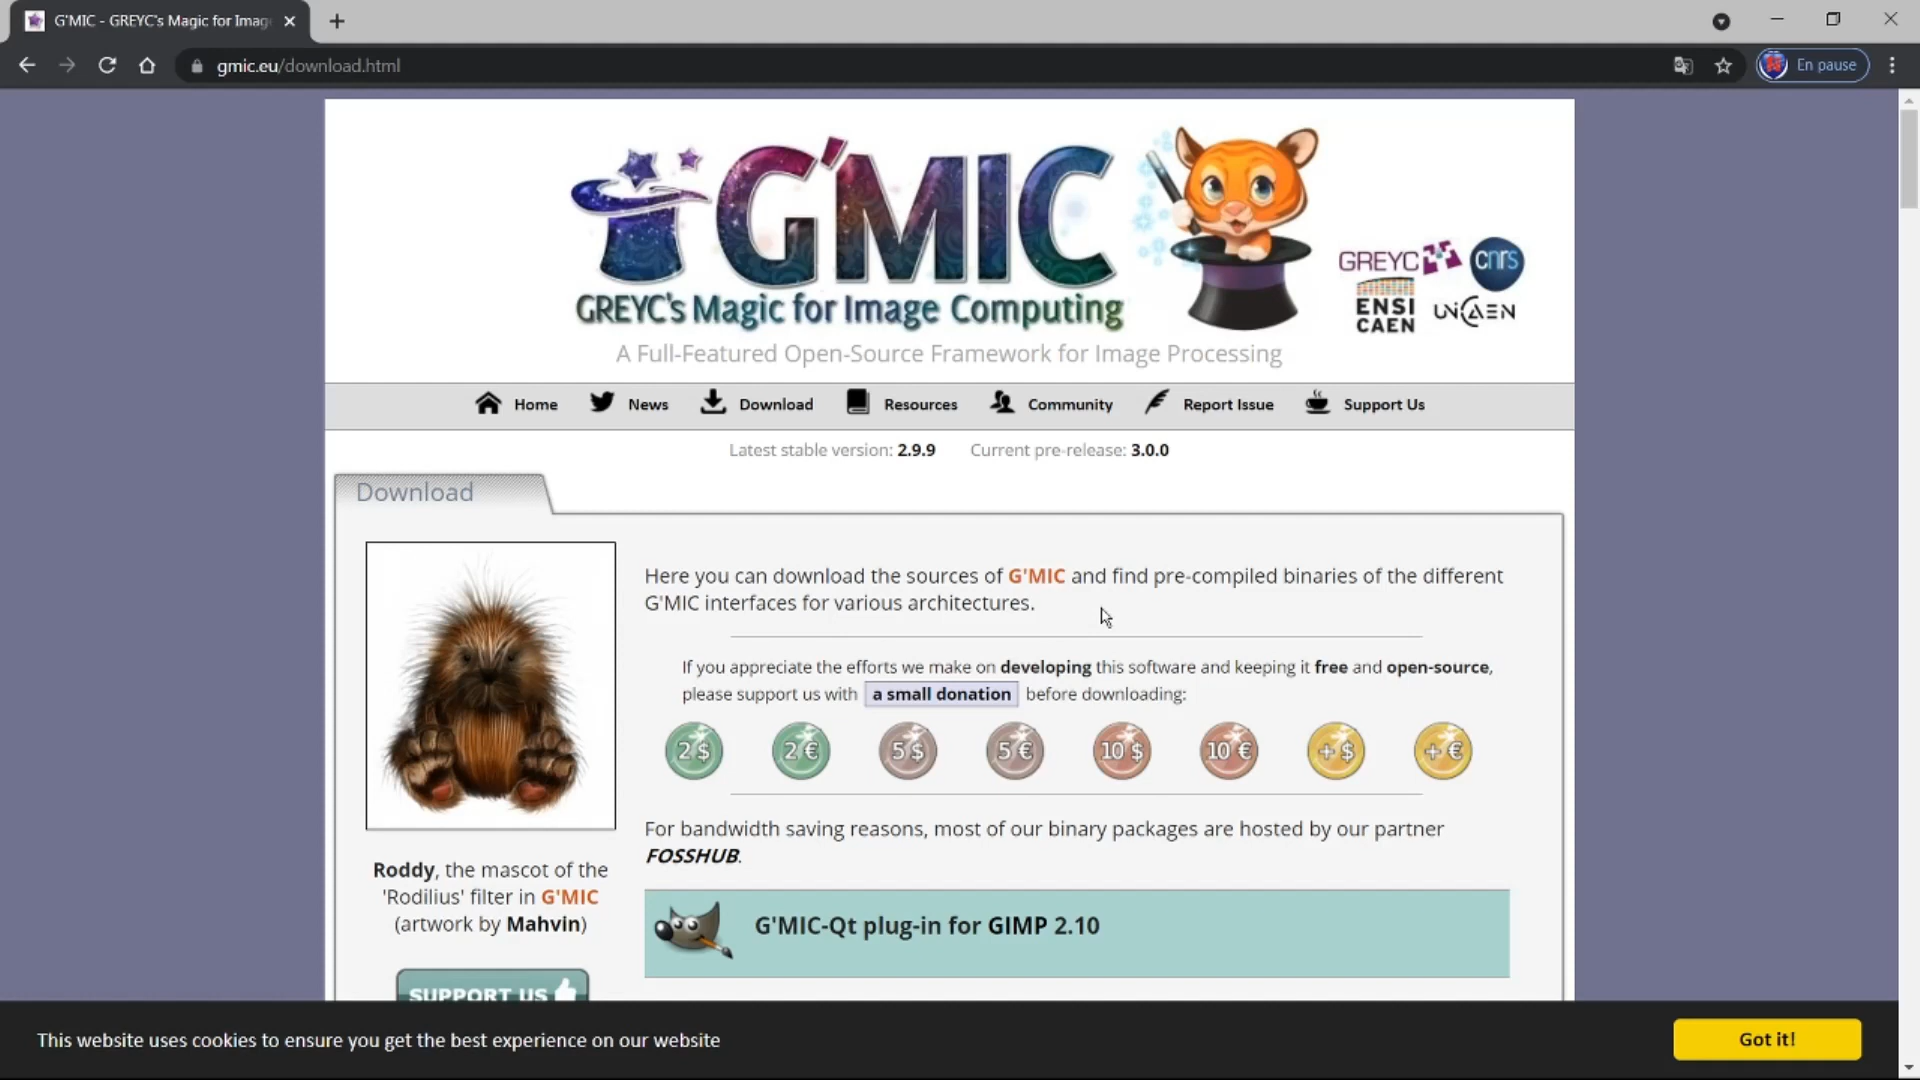 G'MIC - GREYC's Magic for Imag
gmic.eu/download.html
En pause
G'MIC
GREYC's Magic for Image Computing
GREYC
cnrs
ENSI
CAEN
UNICAEN
A Full-Featured Open-Source Framework for Image Processing
Home News Download Resources Community Report Issue Support Us
Latest stable version: 2.9.9 Current pre-release: 3.0.0
Download
Here you can download the sources of G'MIC and find pre-compiled binaries of the different
G'MIC interfaces for various architectures.
If you appreciate the efforts we make on developing this software and keeping it free and open-source,
please support us with a small donation before downloading:
2 $ 2 € 5 $ 5 € 10 $ 10 € + $ + €
For bandwidth saving reasons, most of our binary packages are hosted by our partner
FOSSHUB.
Roddy, the mascot of the
'Rodilius' filter in G'MIC
(artwork by Mahvin)
G'MIC-Qt plug-in for GIMP 2.10
SUPPORT US
This website uses cookies to ensure you get the best experience on our website
Got it!